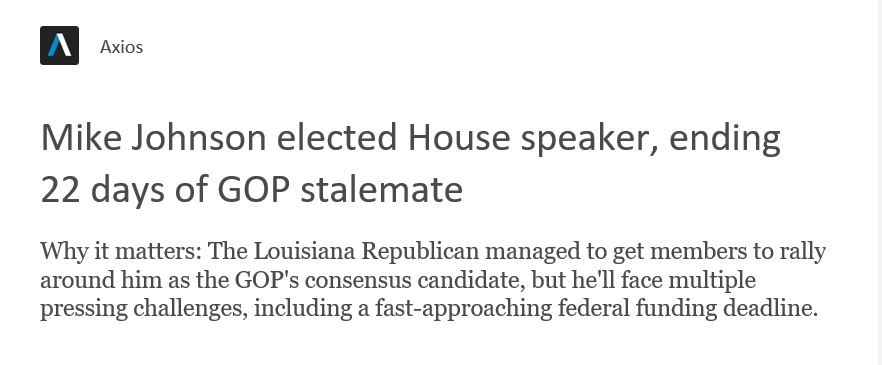 Axios
Mike Johnson elected House speaker, ending
22 days of GOP stalemate
Why it matters: The Louisiana Republican managed to get members to rally
around him as the GOP's consensus candidate, but he'll face multiple
pressing challenges, including a fast-approaching federal funding deadline.